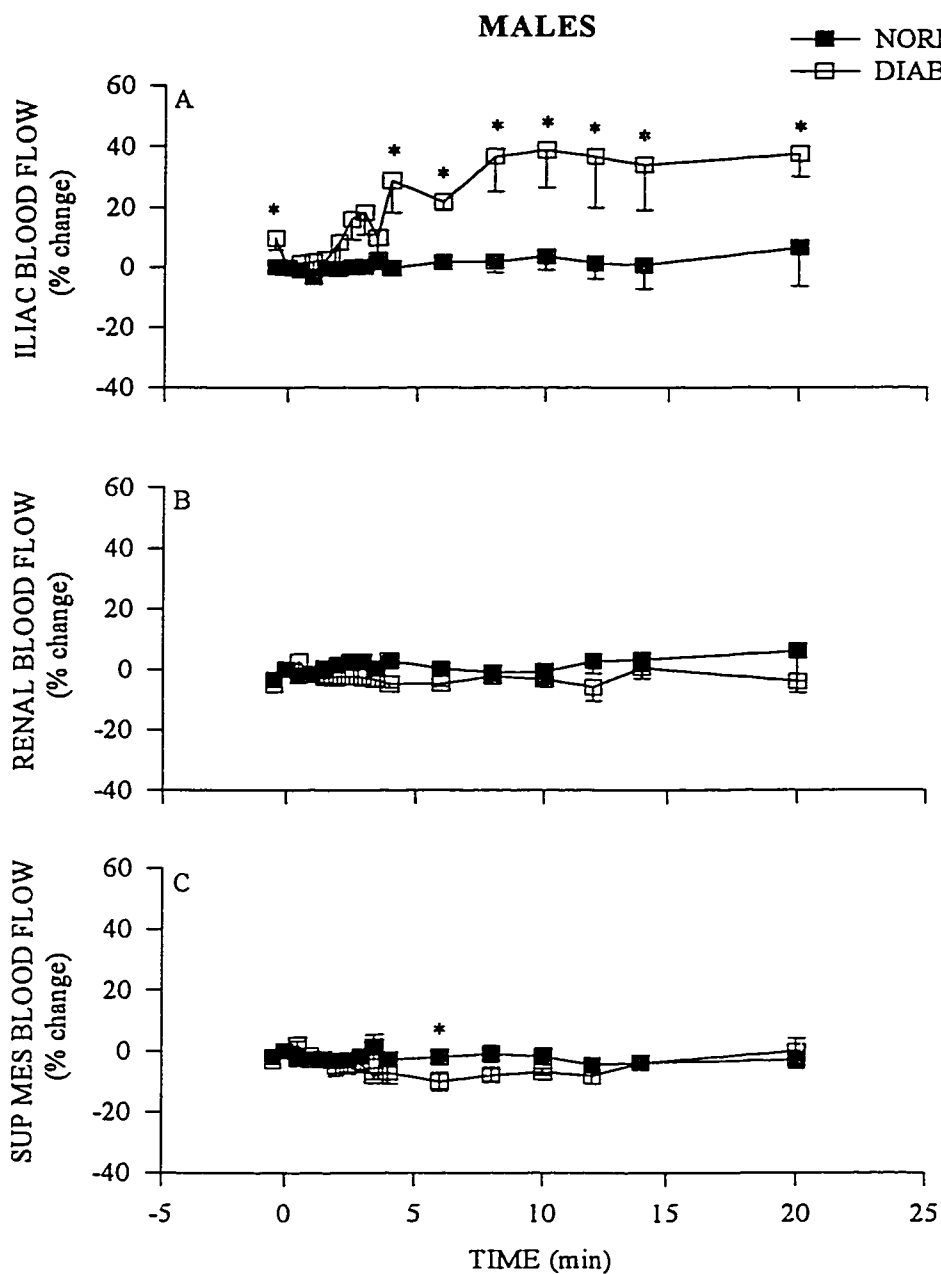 MALES
NORI
DIAB
A
ILIAC BLOOD FLOW
(% change)
60
40
20
0
-20
-40
* * * * * * * *
B
RENAL BLOOD FLOW
(% change)
60
40
20
0
-20
-40
C
SUP MES BLOOD FLOW
(% change)
60
40
20
0
-20
-40
*
-5 0 5 10 15 20 25
TIME (min)